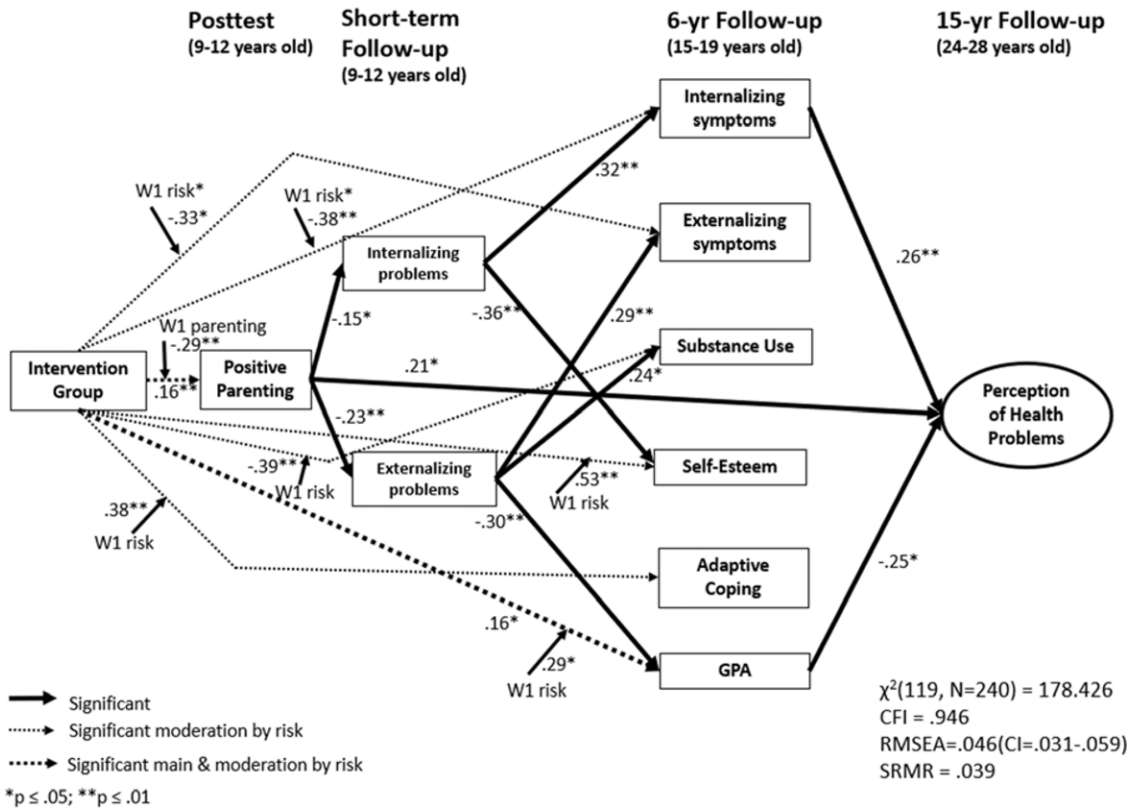 Posttest
(9-12 years old)
Short-term
Follow-up
(9-12 years old)
6-yr Follow-up
(15-19 years old)
15-yr Follow-up
(24-28 years old)
Internalizing
symptoms
.32**
W1 risk*
-.33*
W1 risk*
-.38**
Externalizing
symptoms
Internalizing
problems
.26**
-.15*
-.36**
.29**
W1 parenting
-.29**
Substance Use
Intervention
Group
.16**
Positive
Parenting
.21*
.24*
Perception
of Health
Problems
-.23**
-.39**
W1 risk
Externalizing
problems
.53**
W1 risk
Self-Esteem
.38**
W1 risk
-.30**
Adaptive
Coping
-.25*
.16*
.29*
W1 risk
GPA
Significant
Significant moderation by risk
Significant main & moderation by risk
*p ≤ .05; **p ≤ .01
χ²(119, N=240) = 178.426
CFI = .946
RMSEA=.046(CI=.031-.059)
SRMR = .039